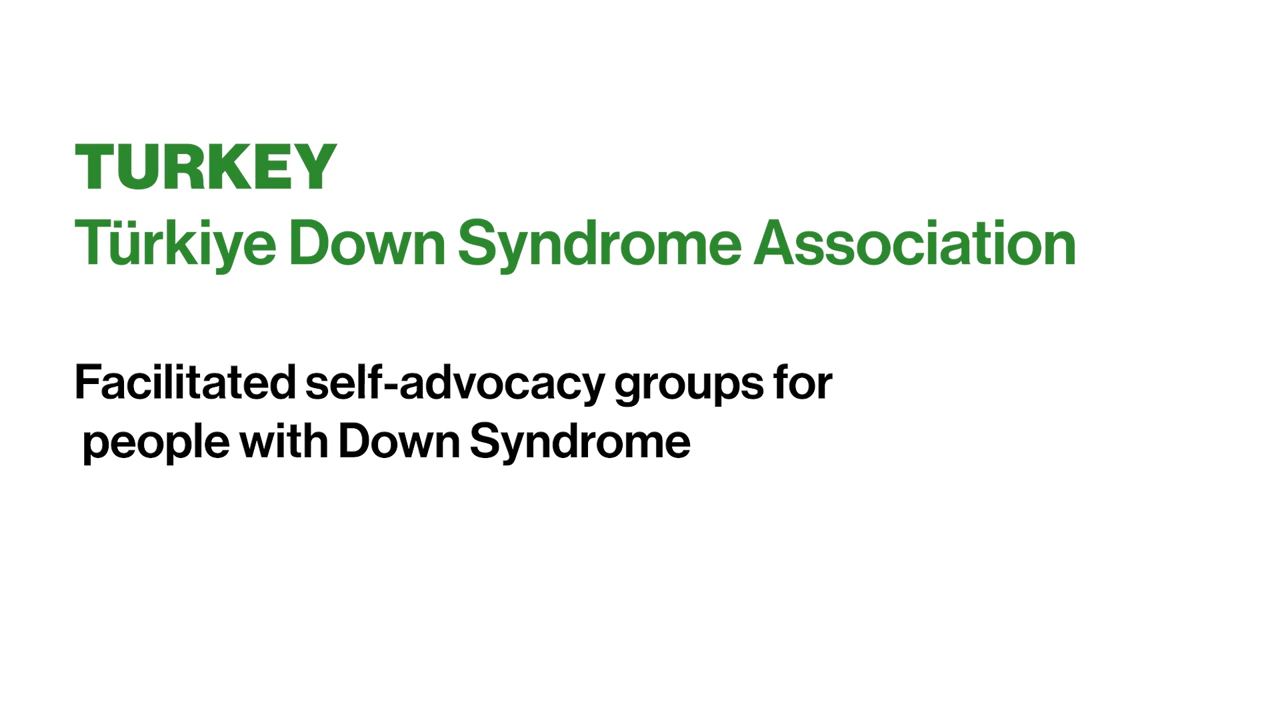 TURKEY
Türkiye Down Syndrome Association
Facilitated self-advocacy groups for
people with Down Syndrome